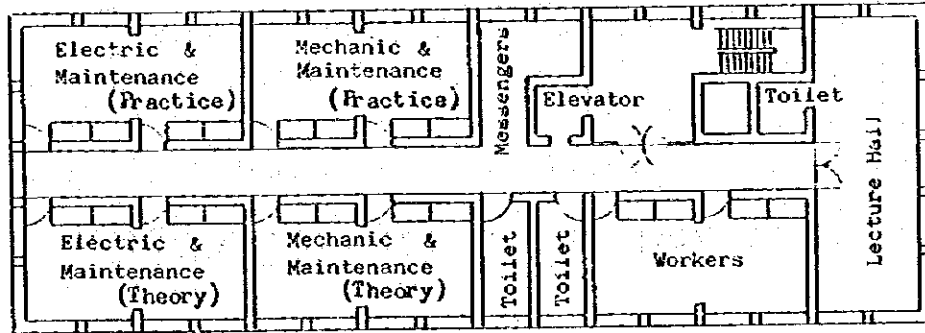 Electric &
Maintenance
(Practice)
Mechanic &
Maintenance
(Practice)
Messengers
Elevator
Toilet
Lecture Hall
Electric &
Maintenance
(Theory)
Mechanic &
Maintenance
(Theory)
Toilet
Toilet
Workers